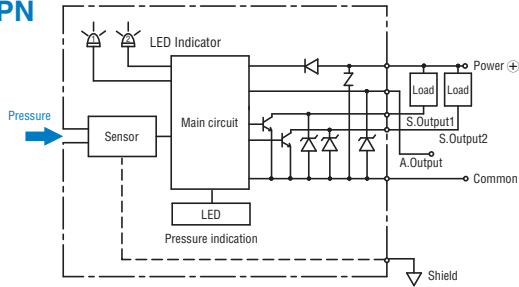 PN
1
2
LED Indicator
Power ⊕
Load
Load
Pressure
Main circuit
S.Output1
Sensor
S.Output2
A.Output
Common
LED
Pressure indication
Shield